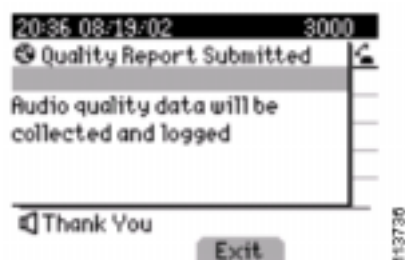 20:36 08/19/02 3000
Quality Report Submitted
Audio quality data will be
collected and logged
Thank You
Exit
113736